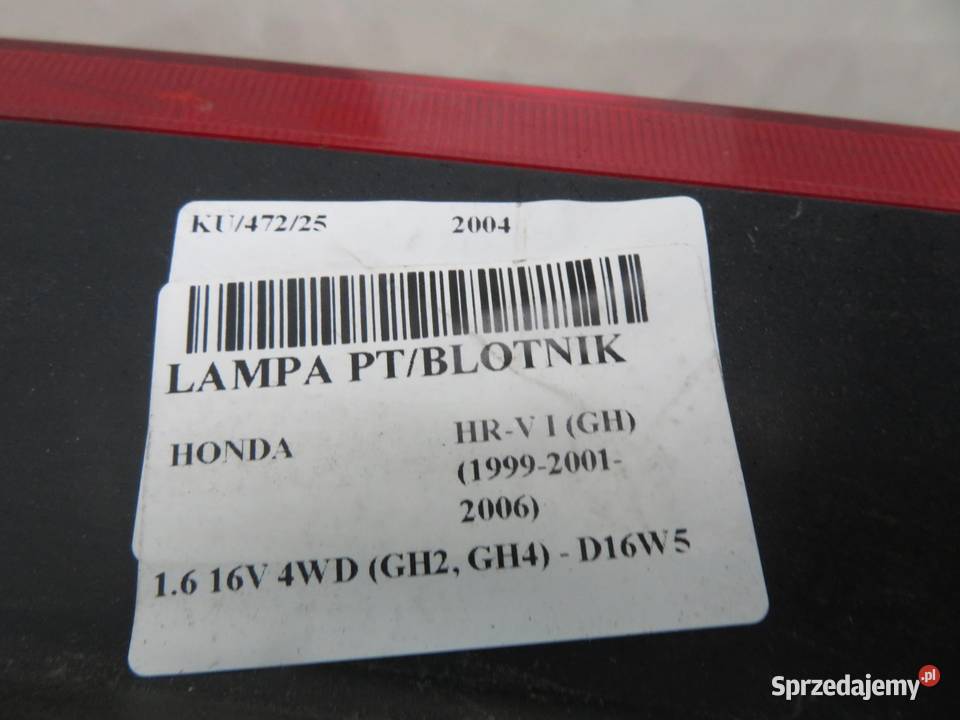 KU/472/25 2004
LAMPA PT/BLOTNIK
HONDA HR-V I (GH)
(1999-2001-
2006)
1.6 16V 4WD (GH2, GH4) - D16W5
Sprzedajemy.pl